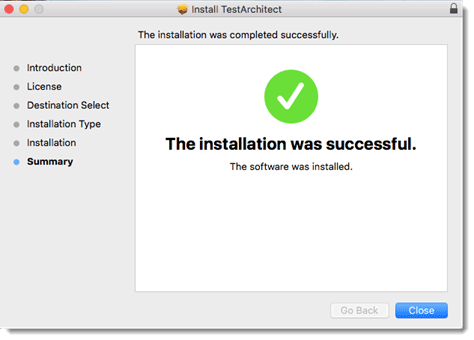 Install TestArchitect
The installation was completed successfully.
Introduction
License
Destination Select
Installation Type
Installation
Summary
The installation was successful.
The software was installed.
Go Back
Close